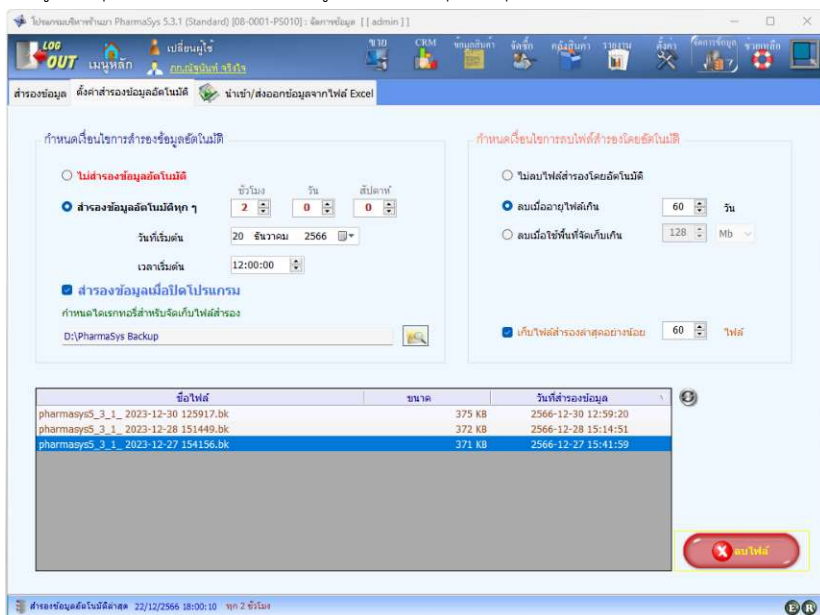 โปรแกรมบริหารร้านยา PharmaSys 5.3.1 (Standard) [08-0001-PS010] : จัดการข้อมูล [ [ admin ] ]
LOG OUT เมนูหลัก เปลี่ยนผู้ใช้ ขาย CRM ข้อมูลสินค้า จัดซื้อ คลังสินค้า รายงาน ตั้งค่า จัดการข้อมูล ช่วยเหลือ
สำรองข้อมูล ตั้งค่าสำรองข้อมูลอัตโนมัติ นำเข้า/ส่งออกข้อมูลจากไฟล์ Excel
กำหนดเงื่อนไขการสำรองข้อมูลอัตโนมัติ
ไม่สำรองข้อมูลอัตโนมัติ
ชั่วโมง วัน สัปดาห์
สำรองข้อมูลอัตโนมัติทุก ๆ 2 0 0
วันที่เริ่มต้น 20 ธันวาคม 2566
เวลาเริ่มต้น 12:00:00
สำรองข้อมูลเมื่อปิดโปรแกรม
กำหนดไดเรกทอรี่สำหรับจัดเก็บไฟล์สำรอง
D:\PharmaSys Backup
กำหนดเงื่อนไขการลบไฟล์สำรองโดยอัตโนมัติ
ไม่ลบไฟล์สำรองโดยอัตโนมัติ
ลบเมื่ออายุไฟล์เกิน 60 วัน
ลบเมื่อใช้พื้นที่จัดเก็บเกิน 128 Mb
เก็บไฟล์สำรองล่าสุดอย่างน้อย 60 ไฟล์
ชื่อไฟล์ ขนาด วันที่สำรองข้อมูล
pharmasys5_3_1_ 2023-12-30 125917.bk 375 KB 2566-12-30 12:59:20
pharmasys5_3_1_ 2023-12-28 151449.bk 372 KB 2566-12-28 15:14:51
pharmasys5_3_1_ 2023-12-27 154156.bk 371 KB 2566-12-27 15:41:59
ลบไฟล์
สำรองข้อมูลอัตโนมัติล่าสุด 22/12/2566 18:00:10 ทุก 2 ชั่วโมง
E R